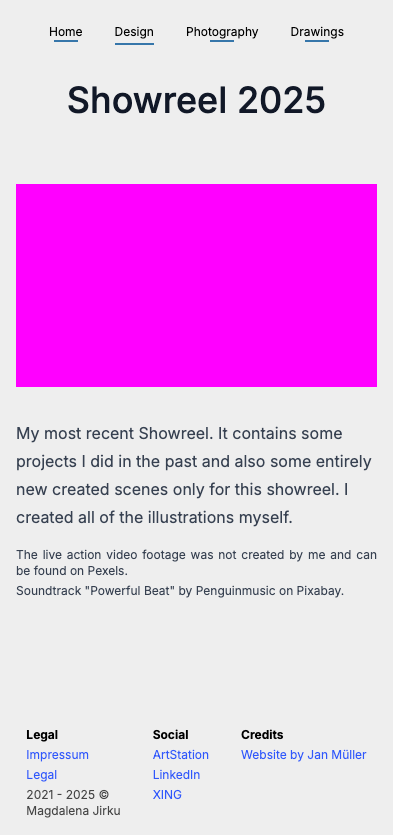 Home Design Photography Drawings
Showreel 2025
My most recent Showreel. It contains some
projects I did in the past and also some entirely
new created scenes only for this showreel. I
created all of the illustrations myself.
The live action video footage was not created by me and can
be found on Pexels.
Soundtrack "Powerful Beat" by Penguinmusic on Pixabay.
Legal
Impressum
Legal
2021 - 2025 ©
Magdalena Jirku
Social
ArtStation
LinkedIn
XING
Credits
Website by Jan Müller